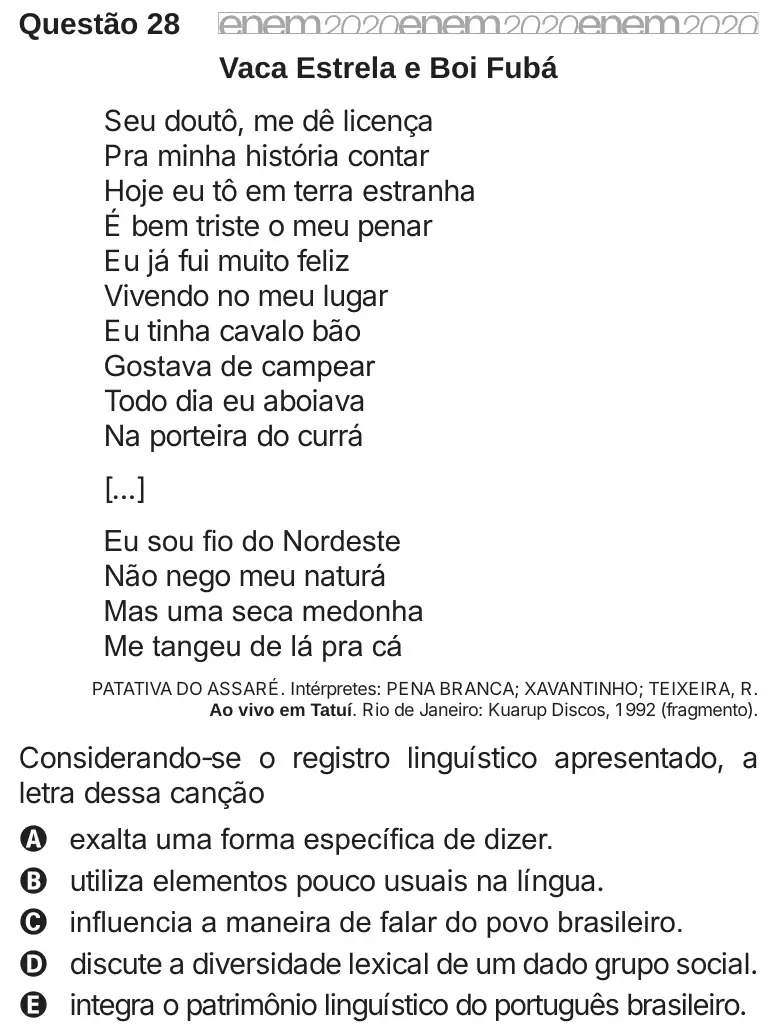 Questão 28 enem2020enem2020enem2020
Vaca Estrela e Boi Fubá
Seu doutô, me dê licença
Pra minha história contar
Hoje eu tô em terra estranha
É bem triste o meu penar
Eu já fui muito feliz
Vivendo no meu lugar
Eu tinha cavalo bão
Gostava de campear
Todo dia eu aboiava
Na porteira do currá
[...]
Eu sou fio do Nordeste
Não nego meu naturá
Mas uma seca medonha
Me tangeu de lá pra cá
PATATIVA DO ASSARÉ. Intérpretes: PENA BRANCA; XAVANTINHO; TEIXEIRA, R.
Ao vivo em Tatuí. Rio de Janeiro: Kuarup Discos, 1992 (fragmento).
Considerando-se o registro linguístico apresentado, a
letra dessa canção
A exalta uma forma específica de dizer.
B utiliza elementos pouco usuais na língua.
C influencia a maneira de falar do povo brasileiro.
D discute a diversidade lexical de um dado grupo social.
E integra o patrimônio linguístico do português brasileiro.